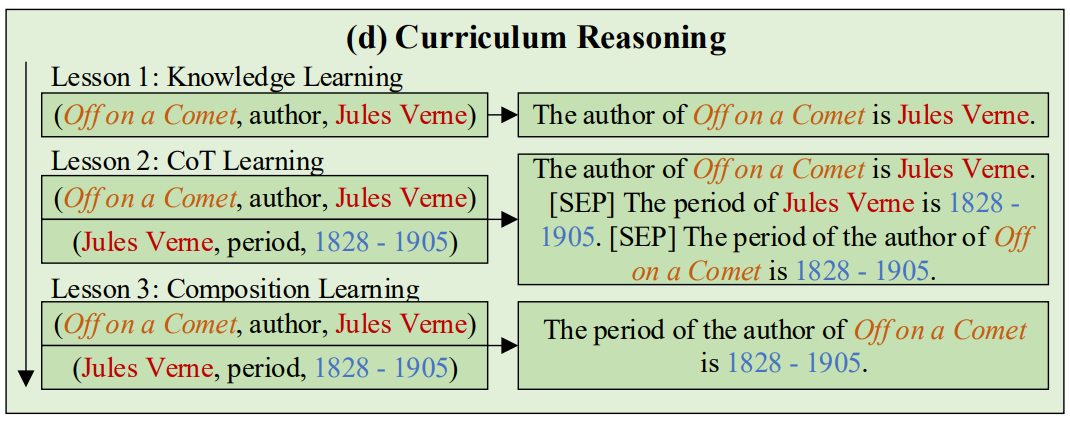 (d) Curriculum Reasoning
Lesson 1: Knowledge Learning
(Off on a Comet, author, Jules Verne)
The author of Off on a Comet is Jules Verne.
Lesson 2: CoT Learning
(Off on a Comet, author, Jules Verne)
(Jules Verne, period, 1828 - 1905)
The author of Off on a Comet is Jules Verne.
[SEP] The period of Jules Verne is 1828 -
1905. [SEP] The period of the author of Off
on a Comet is 1828 - 1905.
Lesson 3: Composition Learning
(Off on a Comet, author, Jules Verne)
(Jules Verne, period, 1828 - 1905)
The period of the author of Off on a Comet
is 1828 - 1905.